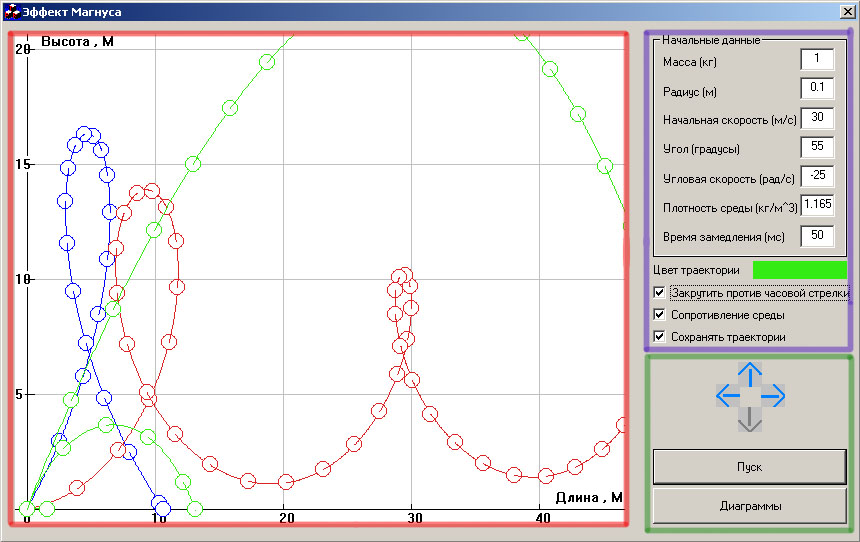 Эффект Магнуса
Высота , М
20
15
10
5
0
10
20
30
40
Длина , М
Начальные данные
Масса (кг) 1
Радиус (м) 0.1
Начальная скорость (м/с) 30
Угол (градусы) 55
Угловая скорость (рад/с) -25
Плотность среды (кг/м^3) 1.165
Время замедления (мс) 50
Цвет траектории
Закрутить против часовой стрелки
Сопротивление среды
Сохранять траектории
Пуск
Диаграммы